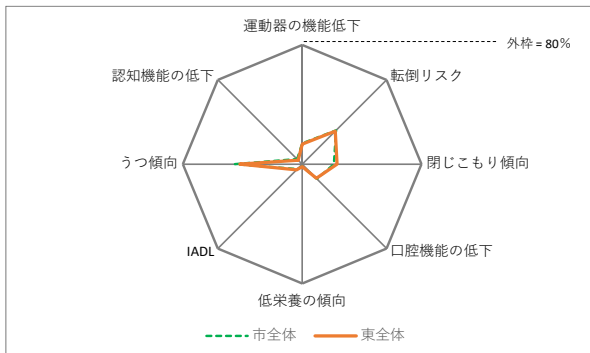 運動器の機能低下
外枠 = 80%
認知機能の低下
転倒リスク
うつ傾向
閉じこもり傾向
IADL
口腔機能の低下
低栄養の傾向
市全体
東全体